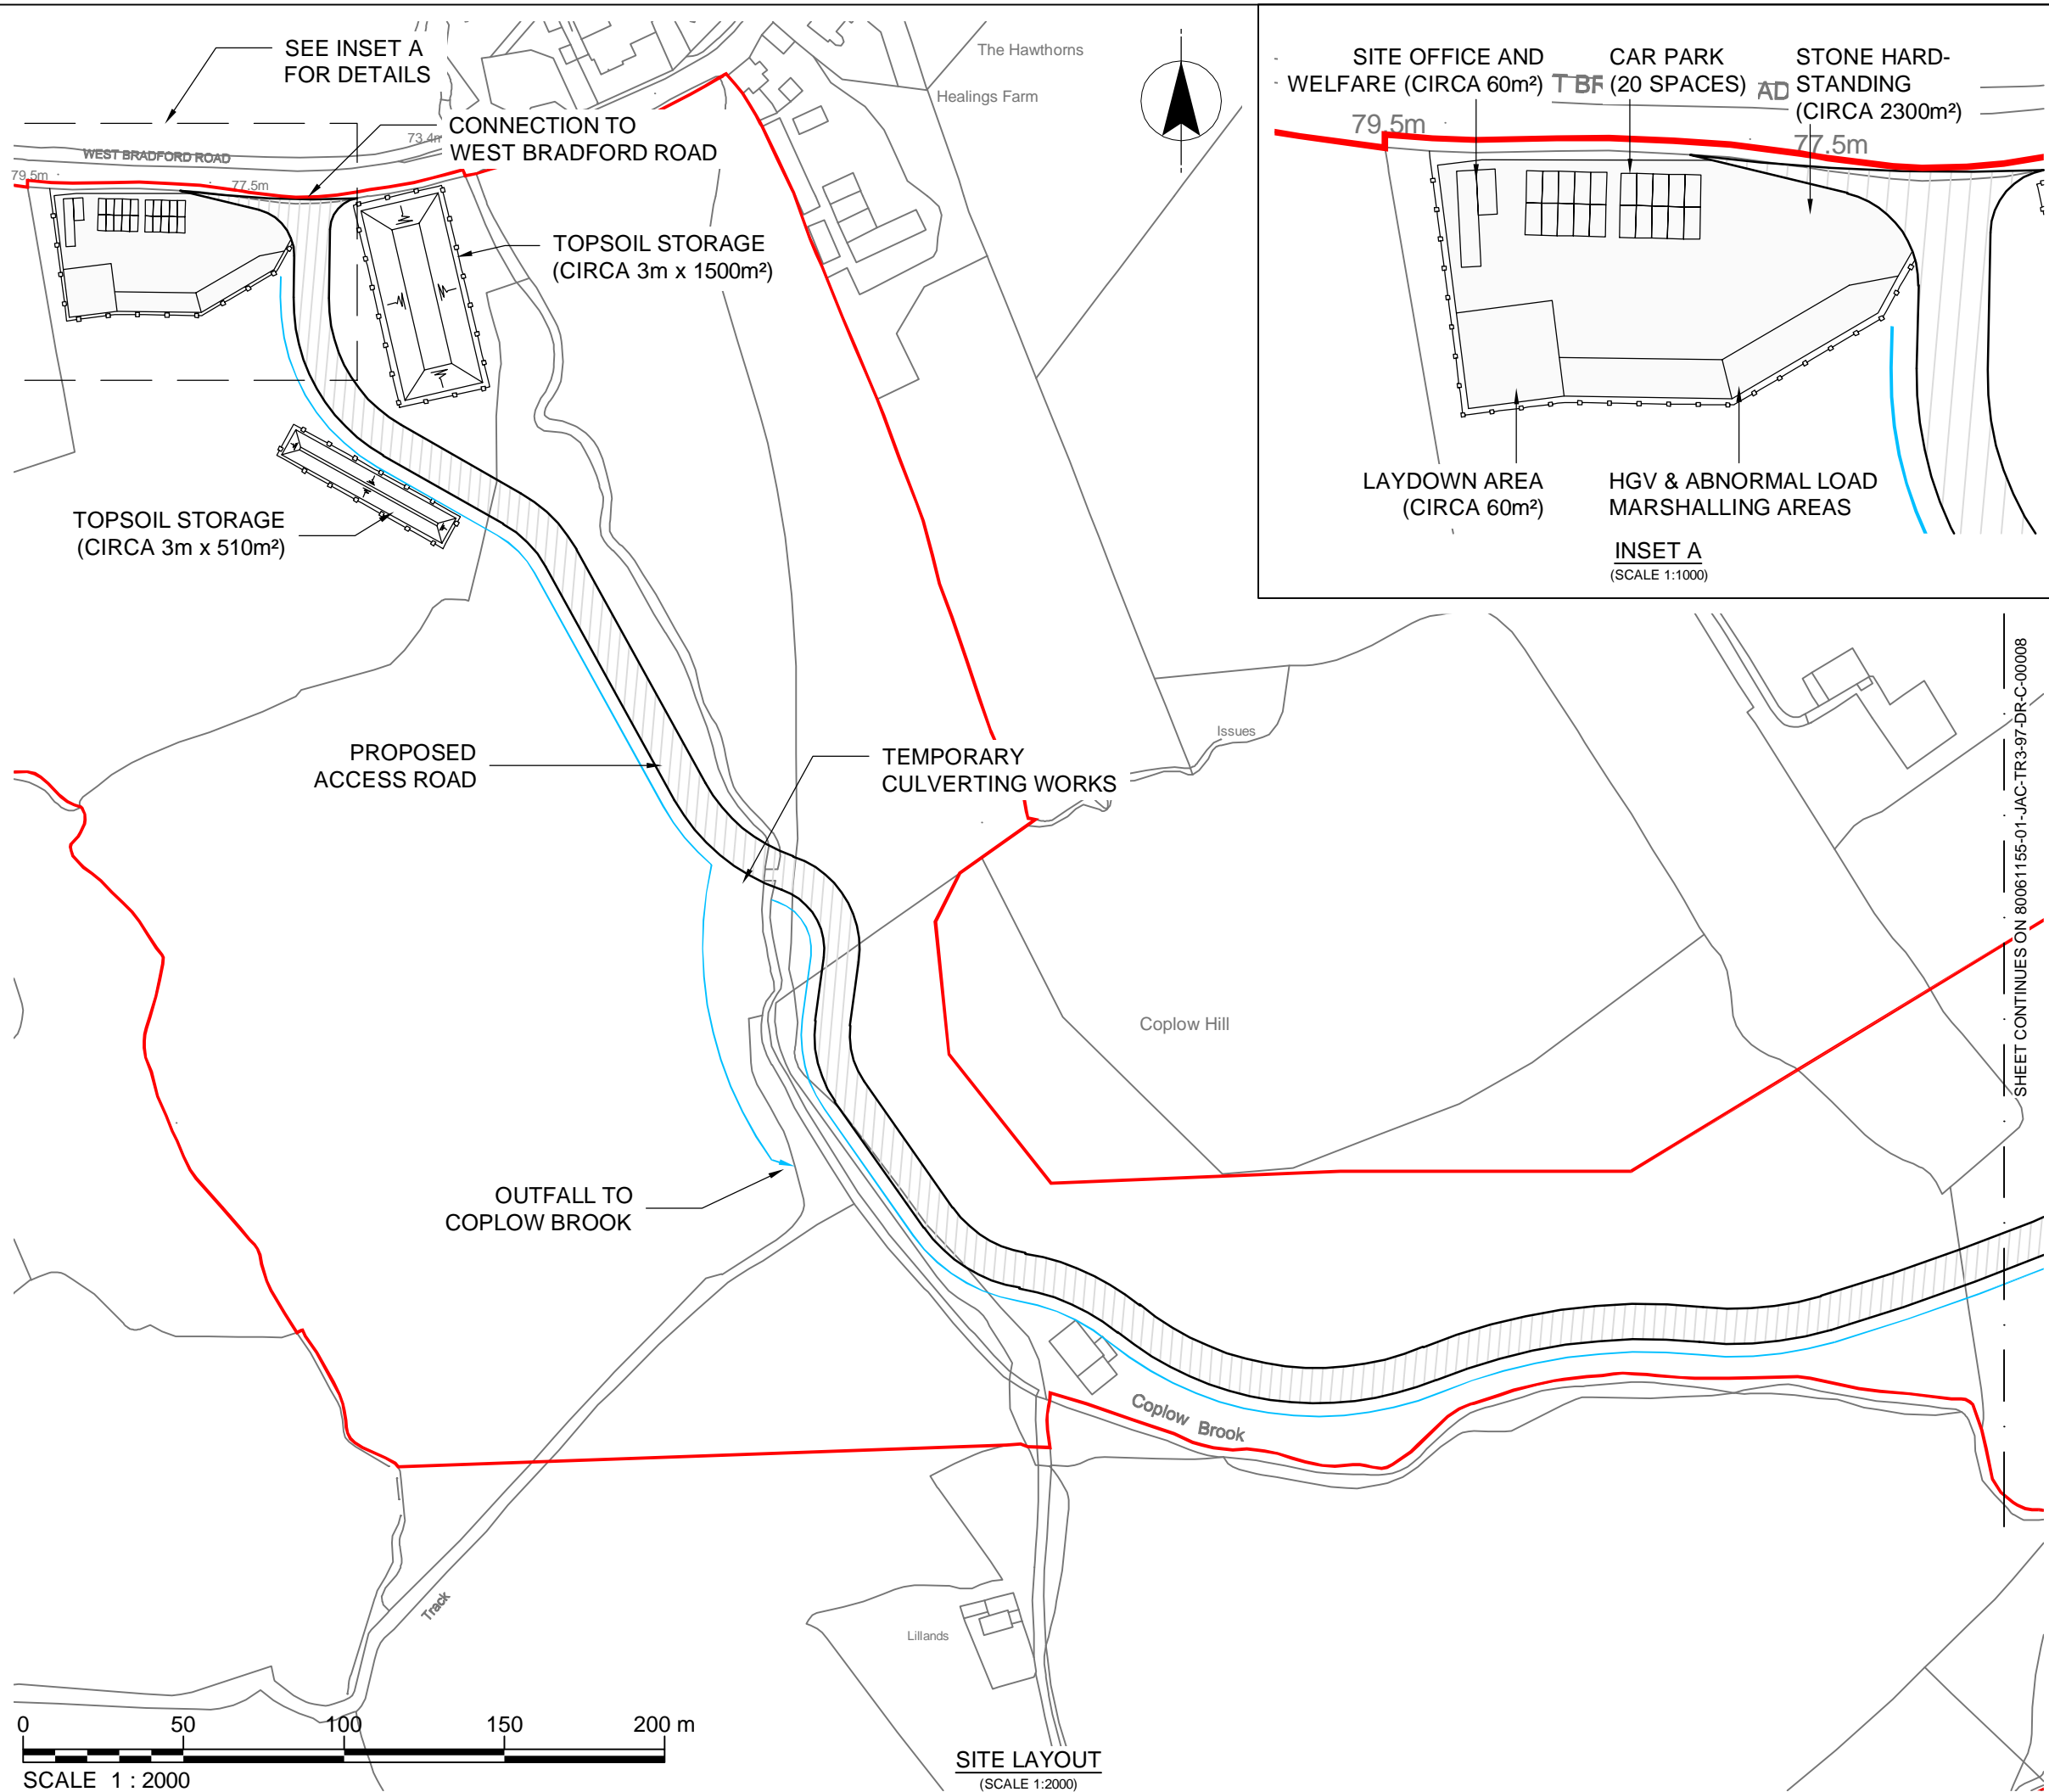 SEE INSET A
FOR DETAILS
The Hawthorns
Healings Farm
CONNECTION TO
WEST BRADFORD ROAD
73.4m
WEST BRADFORD ROAD
79.5m
77.5m
TOPSOIL STORAGE
(CIRCA 3m x 1500m²)
TOPSOIL STORAGE
(CIRCA 3m x 510m²)
SITE OFFICE AND
WELFARE (CIRCA 60m²)
CAR PARK
(20 SPACES)
STONE HARD-
STANDING
(CIRCA 2300m²)
T BR
AD
79.5m
77.5m
LAYDOWN AREA
(CIRCA 60m²)
HGV & ABNORMAL LOAD
MARSHALLING AREAS
INSET A
(SCALE 1:1000)
PROPOSED
ACCESS ROAD
TEMPORARY
CULVERTING WORKS
Issues
SHEET CONTINUES ON 80061155-01-JAC-TR3-97-DR-C-00008
Coplow Hill
OUTFALL TO
COPLOW BROOK
Coplow Brook
Track
Lillands
0 50 100 150 200 m
SCALE 1 : 2000
SITE LAYOUT
(SCALE 1:2000)